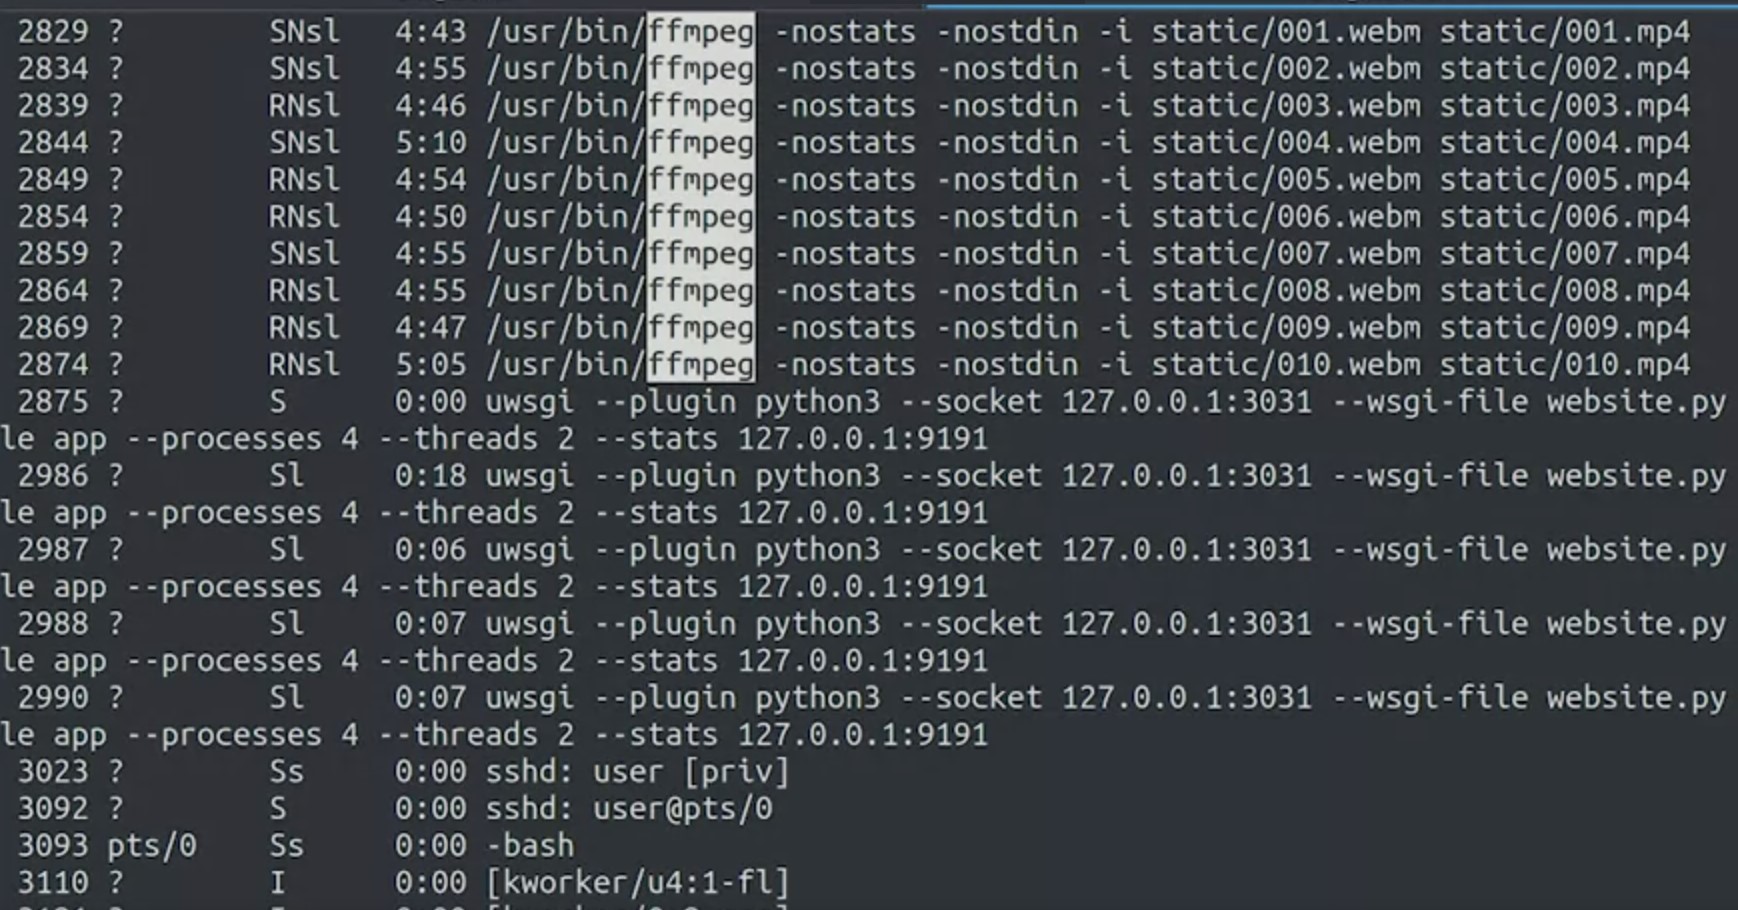 2829 ? SNsl 4:43 /usr/bin/ffmpeg -nostats -nostdin -i static/001.webm static/001.mp4
2834 ? SNsl 4:55 /usr/bin/ffmpeg -nostats -nostdin -i static/002.webm static/002.mp4
2839 ? RNsl 4:46 /usr/bin/ffmpeg -nostats -nostdin -i static/003.webm static/003.mp4
2844 ? SNsl 5:10 /usr/bin/ffmpeg -nostats -nostdin -i static/004.webm static/004.mp4
2849 ? RNsl 4:54 /usr/bin/ffmpeg -nostats -nostdin -i static/005.webm static/005.mp4
2854 ? RNsl 4:50 /usr/bin/ffmpeg -nostats -nostdin -i static/006.webm static/006.mp4
2859 ? SNsl 4:55 /usr/bin/ffmpeg -nostats -nostdin -i static/007.webm static/007.mp4
2864 ? RNsl 4:55 /usr/bin/ffmpeg -nostats -nostdin -i static/008.webm static/008.mp4
2869 ? RNsl 4:47 /usr/bin/ffmpeg -nostats -nostdin -i static/009.webm static/009.mp4
2874 ? RNsl 5:05 /usr/bin/ffmpeg -nostats -nostdin -i static/010.webm static/010.mp4
2875 ? S 0:00 uwsgi --plugin python3 --socket 127.0.0.1:3031 --wsgi-file website.py
le app --processes 4 --threads 2 --stats 127.0.0.1:9191
2986 ? Sl 0:18 uwsgi --plugin python3 --socket 127.0.0.1:3031 --wsgi-file website.py
le app --processes 4 --threads 2 --stats 127.0.0.1:9191
2987 ? Sl 0:06 uwsgi --plugin python3 --socket 127.0.0.1:3031 --wsgi-file website.py
le app --processes 4 --threads 2 --stats 127.0.0.1:9191
2988 ? Sl 0:07 uwsgi --plugin python3 --socket 127.0.0.1:3031 --wsgi-file website.py
le app --processes 4 --threads 2 --stats 127.0.0.1:9191
2990 ? Sl 0:07 uwsgi --plugin python3 --socket 127.0.0.1:3031 --wsgi-file website.py
le app --processes 4 --threads 2 --stats 127.0.0.1:9191
3023 ? Ss 0:00 sshd: user [priv]
3092 ? S 0:00 sshd: user@pts/0
3093 pts/0 Ss 0:00 -bash
3110 ? I 0:00 [kworker/u4:1-fl]